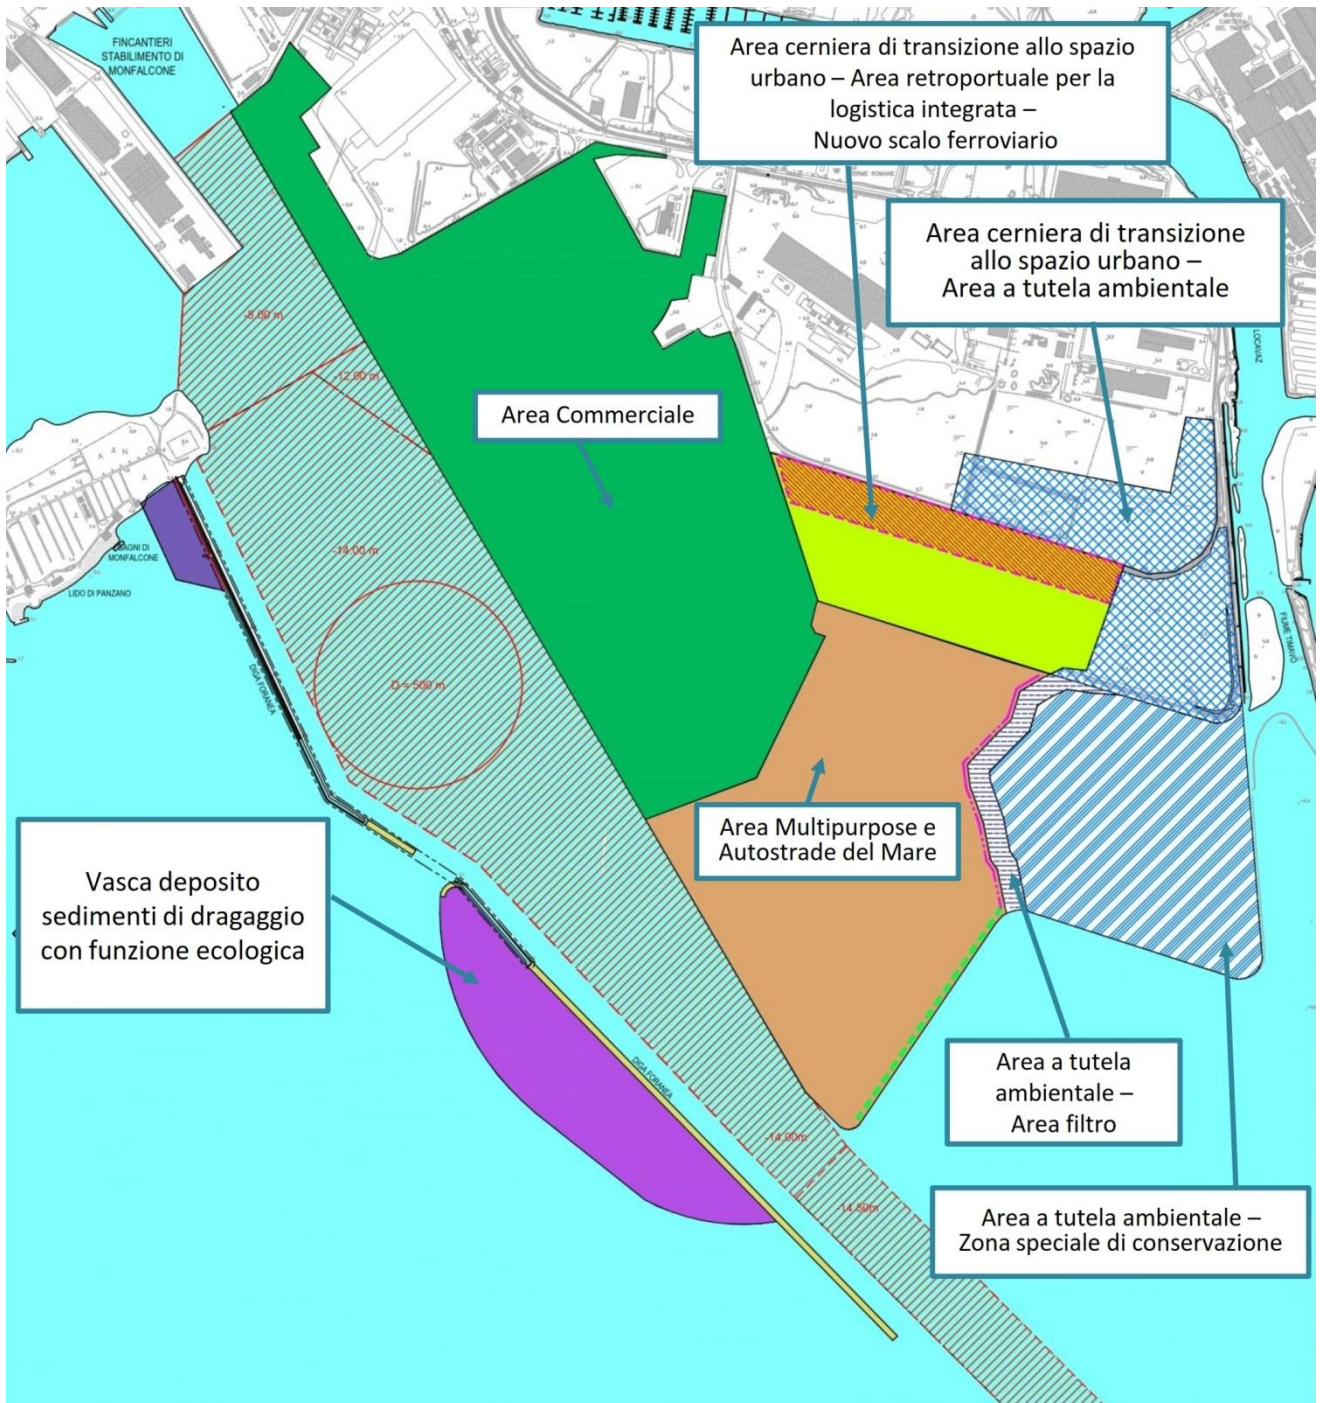 FINCANTIERI
STABILIMENTO DI
MONFALCONE
Area cerniera di transizione allo spazio
urbano – Area retroportuale per la
logistica integrata –
Nuovo scalo ferroviario
TERME ROMANE
Area cerniera di transizione
allo spazio urbano –
Area a tutela ambientale
LOCAVAZ
-8.00 m
-12.00 m
Area Commerciale
-14.00 m
BAGNI DI
MONFALCONE
LIDO DI PANZANO
DIGA FORANEA
D = 500 m
FIUME TIMAVO
Area Multipurpose e
Autostrade del Mare
Vasca deposito
sedimenti di dragaggio
con funzione ecologica
DIGA FORANEA
Area a tutela
ambientale –
Area filtro
-14.00m
-14.50m
Area a tutela ambientale –
Zona speciale di conservazione